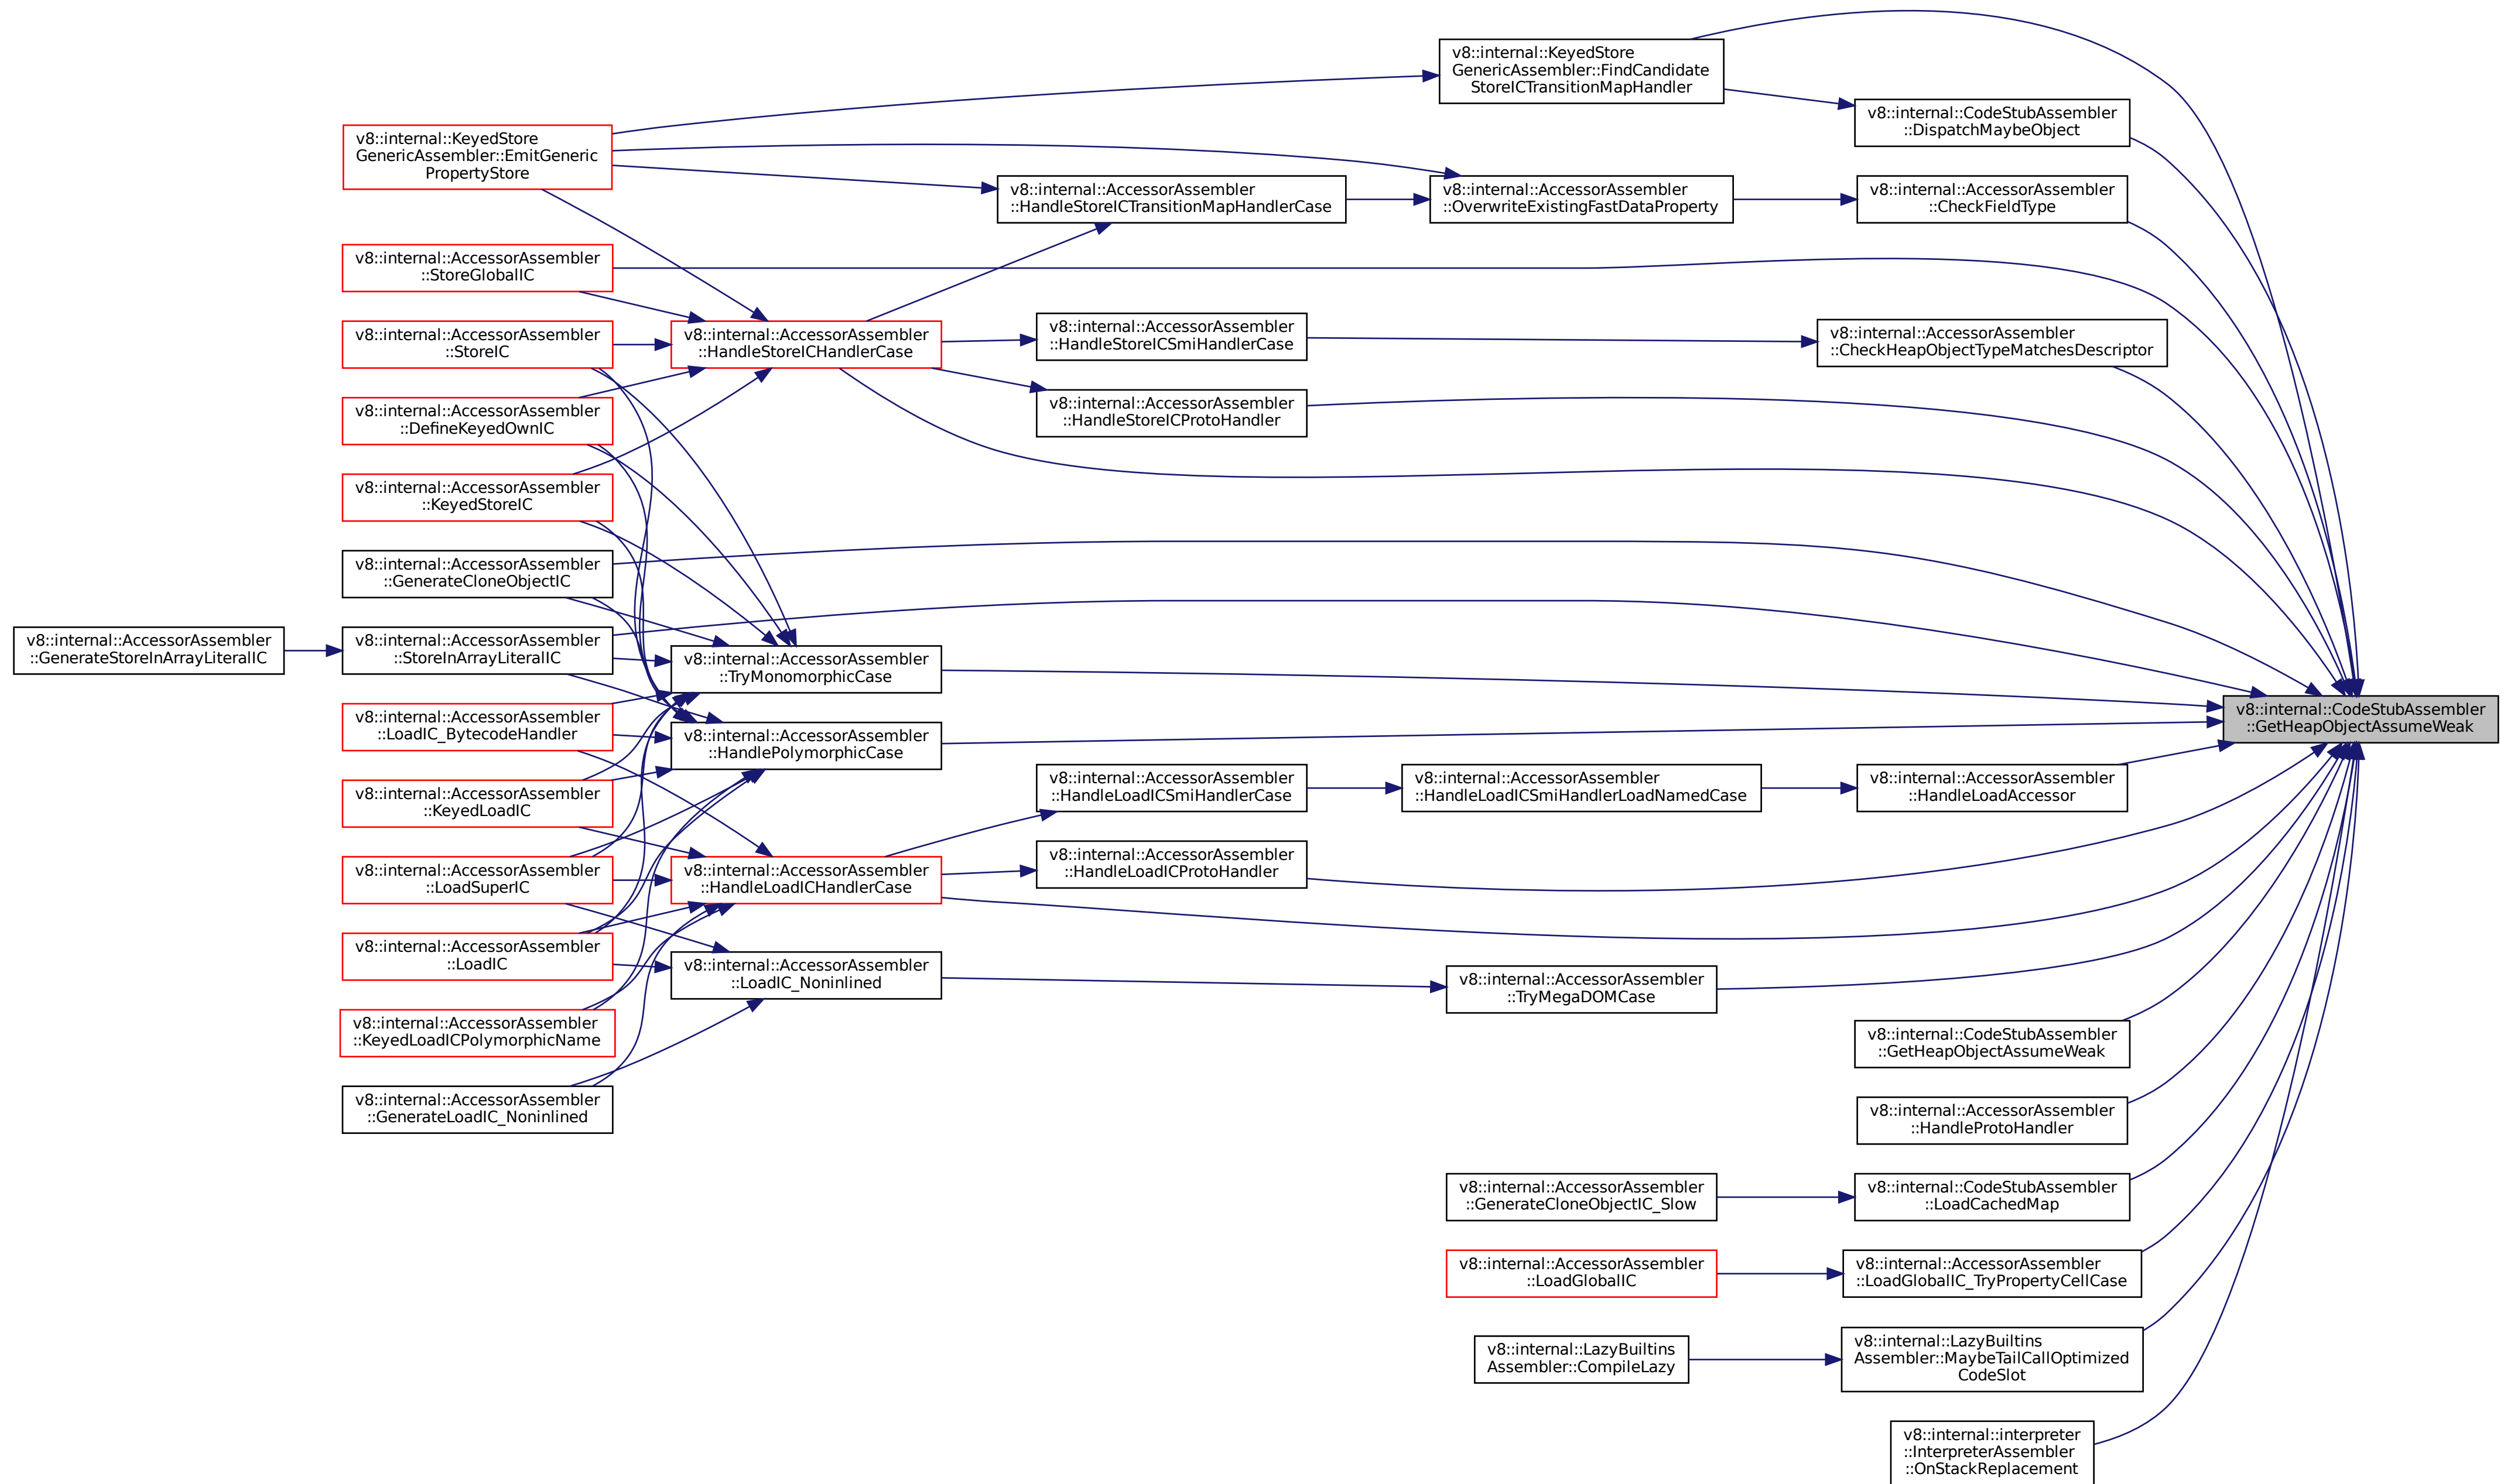 v8::internal::KeyedStore
GenericAssembler::FindCandidate
StoreICTransitionMapHandler
v8::internal::CodeStubAssembler
::DispatchMaybeObject
v8::internal::KeyedStore
GenericAssembler::EmitGeneric
PropertyStore
v8::internal::AccessorAssembler
::HandleStoreICTransitionMapHandlerCase
v8::internal::AccessorAssembler
::OverwriteExistingFastDataProperty
v8::internal::AccessorAssembler
::CheckFieldType
v8::internal::AccessorAssembler
::StoreGlobalIC
v8::internal::AccessorAssembler
::StoreIC
v8::internal::AccessorAssembler
::HandleStoreICHandlerCase
v8::internal::AccessorAssembler
::HandleStoreICSmiHandlerCase
v8::internal::AccessorAssembler
::CheckHeapObjectTypeMatchesDescriptor
v8::internal::AccessorAssembler
::DefineKeyedOwnIC
v8::internal::AccessorAssembler
::HandleStoreICProtoHandler
v8::internal::AccessorAssembler
::KeyedStoreIC
v8::internal::AccessorAssembler
::GenerateCloneObjectIC
v8::internal::AccessorAssembler
::GenerateStoreInArrayLiteralIC
v8::internal::AccessorAssembler
::StoreInArrayLiteralIC
v8::internal::AccessorAssembler
::TryMonomorphicCase
v8::internal::CodeStubAssembler
::GetHeapObjectAssumeWeak
v8::internal::AccessorAssembler
::LoadIC_BytecodeHandler
v8::internal::AccessorAssembler
::HandlePolymorphicCase
v8::internal::AccessorAssembler
::KeyedLoadIC
v8::internal::AccessorAssembler
::HandleLoadICSmiHandlerCase
v8::internal::AccessorAssembler
::HandleLoadICSmiHandlerLoadNamedCase
v8::internal::AccessorAssembler
::HandleLoadAccessor
v8::internal::AccessorAssembler
::LoadSuperIC
v8::internal::AccessorAssembler
::HandleLoadICHandlerCase
v8::internal::AccessorAssembler
::HandleLoadICProtoHandler
v8::internal::AccessorAssembler
::LoadIC
v8::internal::AccessorAssembler
::LoadIC_Noninlined
v8::internal::AccessorAssembler
::TryMegaDOMCase
v8::internal::AccessorAssembler
::KeyedLoadICPolymorphicName
v8::internal::CodeStubAssembler
::GetHeapObjectAssumeWeak
v8::internal::AccessorAssembler
::GenerateLoadIC_Noninlined
v8::internal::AccessorAssembler
::HandleProtoHandler
v8::internal::AccessorAssembler
::GenerateCloneObjectIC_Slow
v8::internal::CodeStubAssembler
::LoadCachedMap
v8::internal::AccessorAssembler
::LoadGlobalIC
v8::internal::AccessorAssembler
::LoadGlobalIC_TryPropertyCellCase
v8::internal::LazyBuiltins
Assembler::CompileLazy
v8::internal::LazyBuiltins
Assembler::MaybeTailCallOptimized
CodeSlot
v8::internal::interpreter
::InterpreterAssembler
::OnStackReplacement